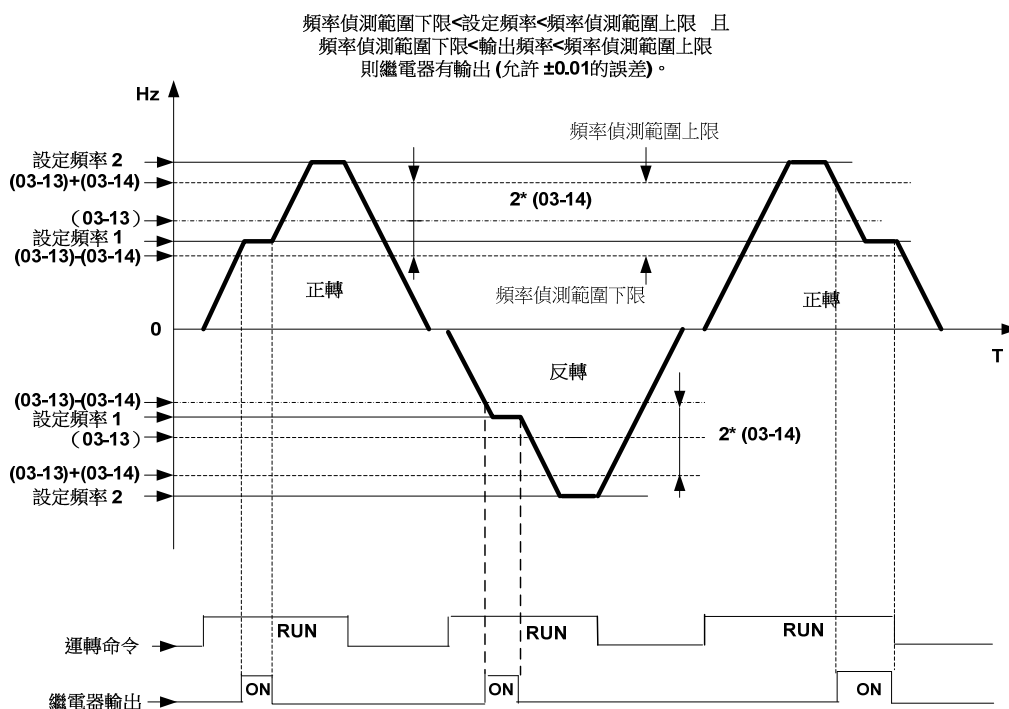 頻率偵測範圍下限<設定頻率<頻率偵測範圍上限 且
頻率偵測範圍下限<輸出頻率<頻率偵測範圍上限
則繼電器有輸出 (允許 ±0.01的誤差)。
Hz
頻率偵測範圍上限
設定頻率 2
(03-13)+(03-14)
2* (03-14)
（03-13)
設定頻率 1
(03-13)-(03-14)
正轉
頻率偵測範圍下限
正轉
0
T
反轉
(03-13)-(03-14)
設定頻率 1
（03-13)
2* (03-14)
(03-13)+(03-14)
設定頻率 2
運轉命令
RUN
RUN
RUN
繼電器輸出
ON
ON
ON